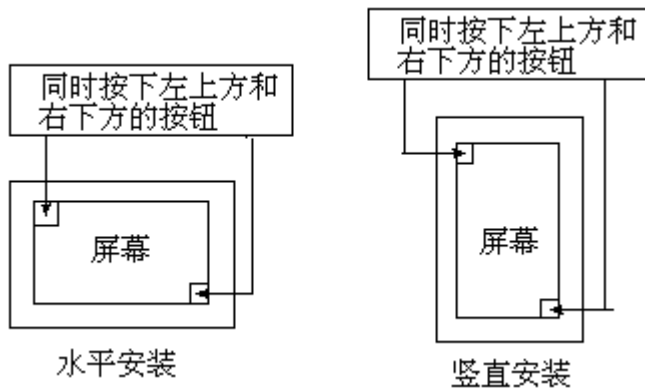 同时按下左上方和
右下方的按钮
屏幕
水平安装
同时按下左上方和
右下方的按钮
屏幕
竖直安装